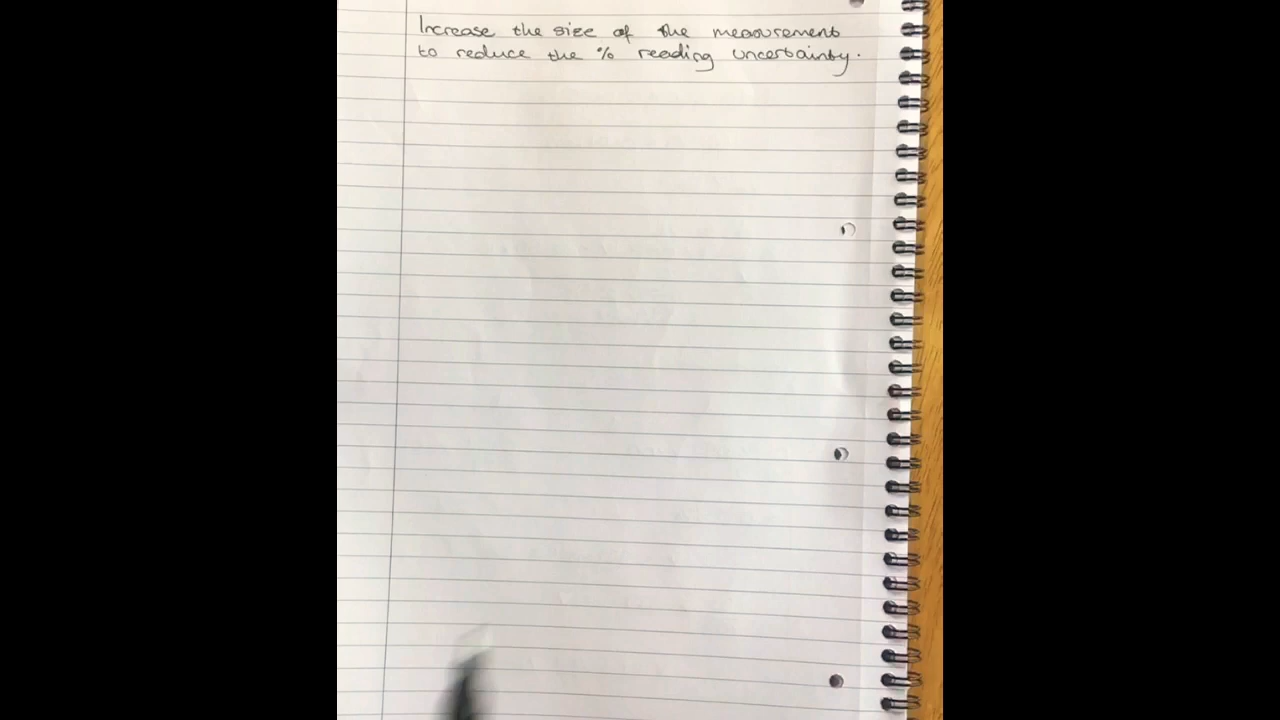 Increase the size of the measurement
to reduce the % reading uncertainty.